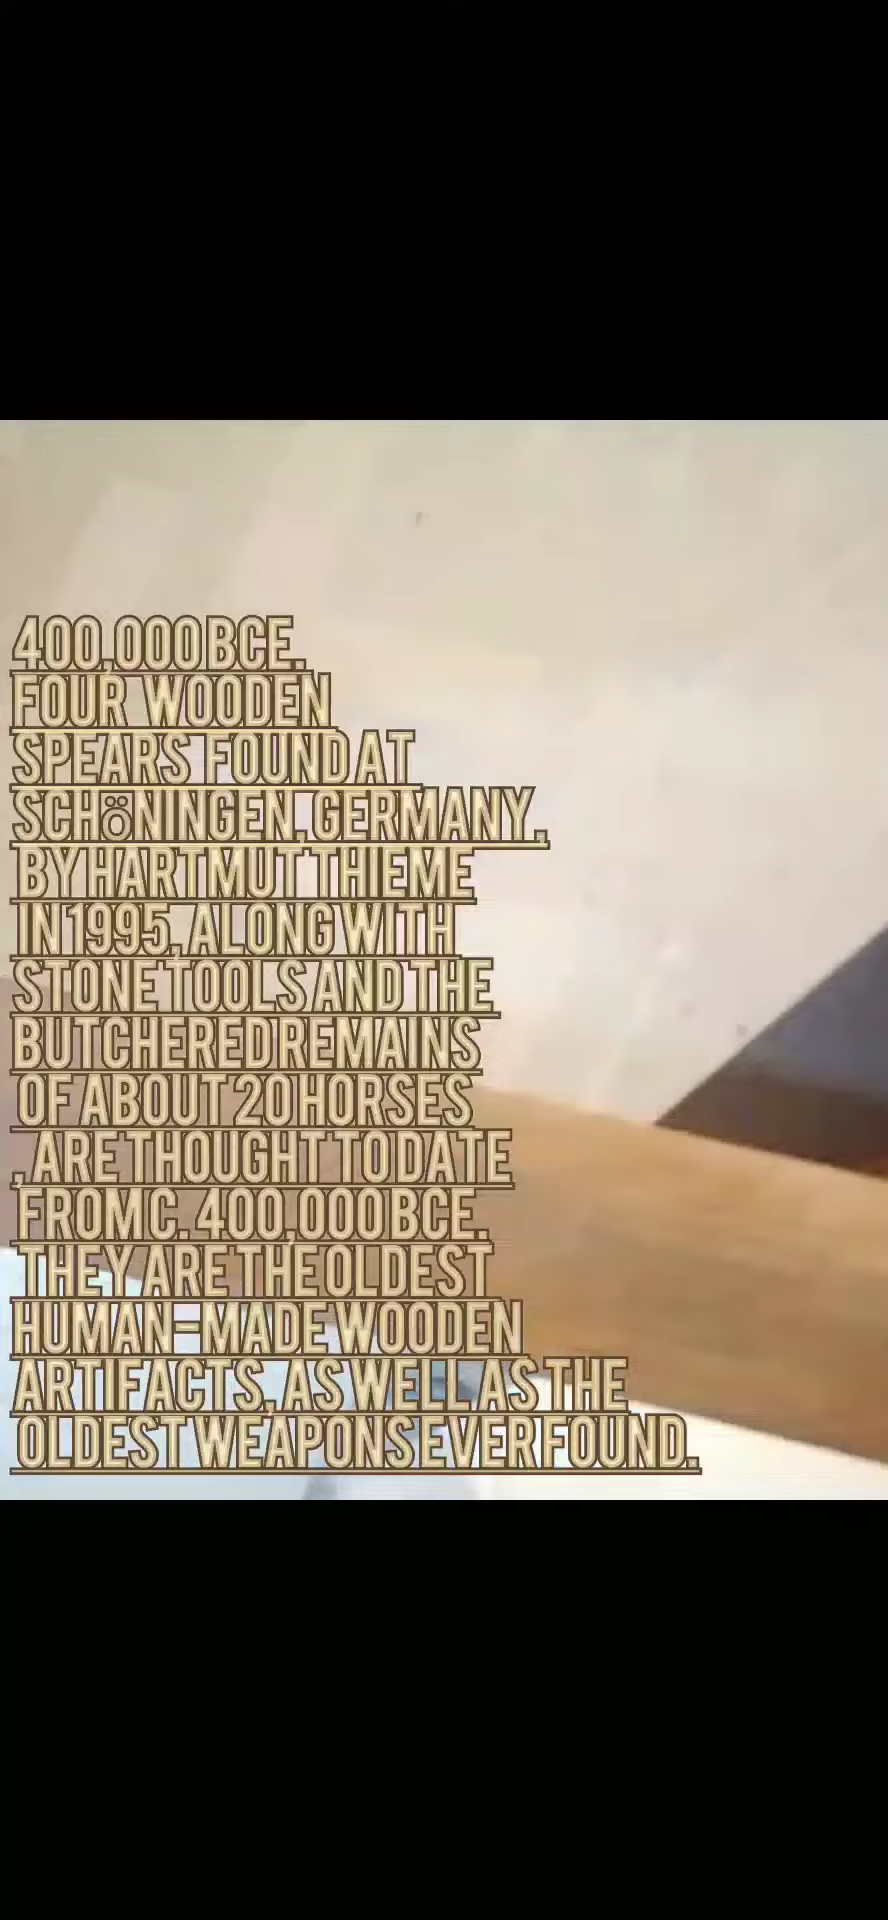 400,000 BCE.
FOUR WOODEN
SPEARS FOUND AT
SCHÖNINGEN, GERMANY,
BY HARTMUT THIEME
IN 1995, ALONG WITH
STONE TOOLS AND THE
BUTCHERED REMAINS
OF ABOUT 20 HORSES
, ARE THOUGHT TO DATE
FROM C. 400,000 BCE.
THEY ARE THE OLDEST
HUMAN-MADE WOODEN
ARTIFACTS, AS WELL AS THE
OLDEST WEAPONS EVER FOUND.